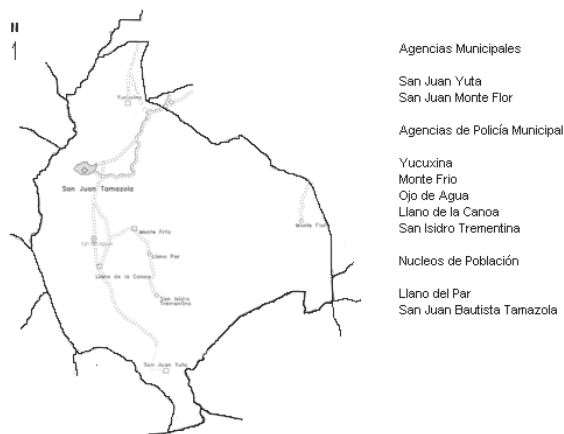 N
Yucuxina
San Juan Tamazola
Monte Frio
Llano Par
Llano de la Canoa
San Isidro
Trementina
Monte Flor
San Juan Yuta
Agencias Municipales
San Juan Yuta
San Juan Monte Flor
Agencias de Policía Municipal
Yucuxina
Monte Frio
Ojo de Agua
Llano de la Canoa
San Isidro Trementina
Nucleos de Población
Llano del Par
San Juan Bautista Tamazola